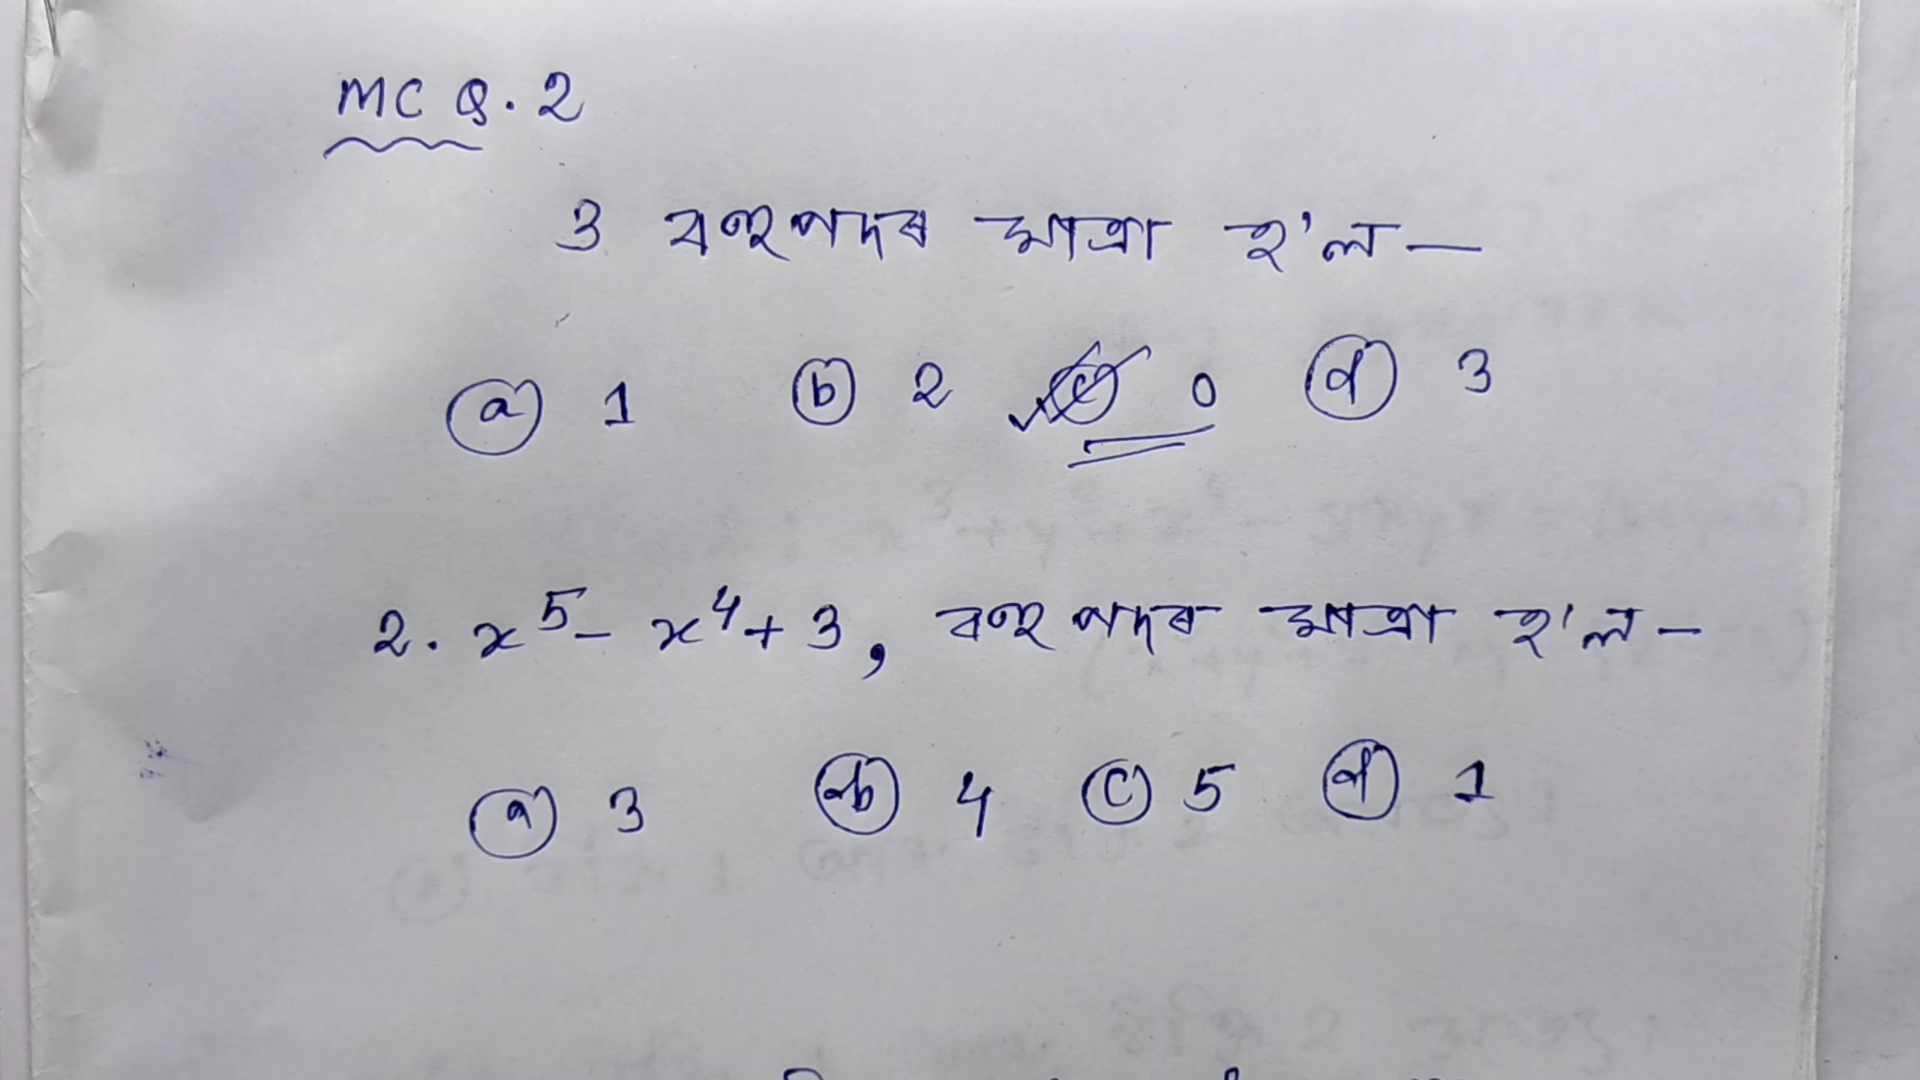 MCQ. 2
3 বহুপদৰ মাত্ৰা হ'ল —
ⓐ 1 ⓑ 2 ⓒ 0 ⓓ 3
2. x⁵ - x⁴ + 3, বহুপদৰ মাত্ৰা হ'ল —
ⓐ 3 ⓑ 4 ⓒ 5 ⓓ 1